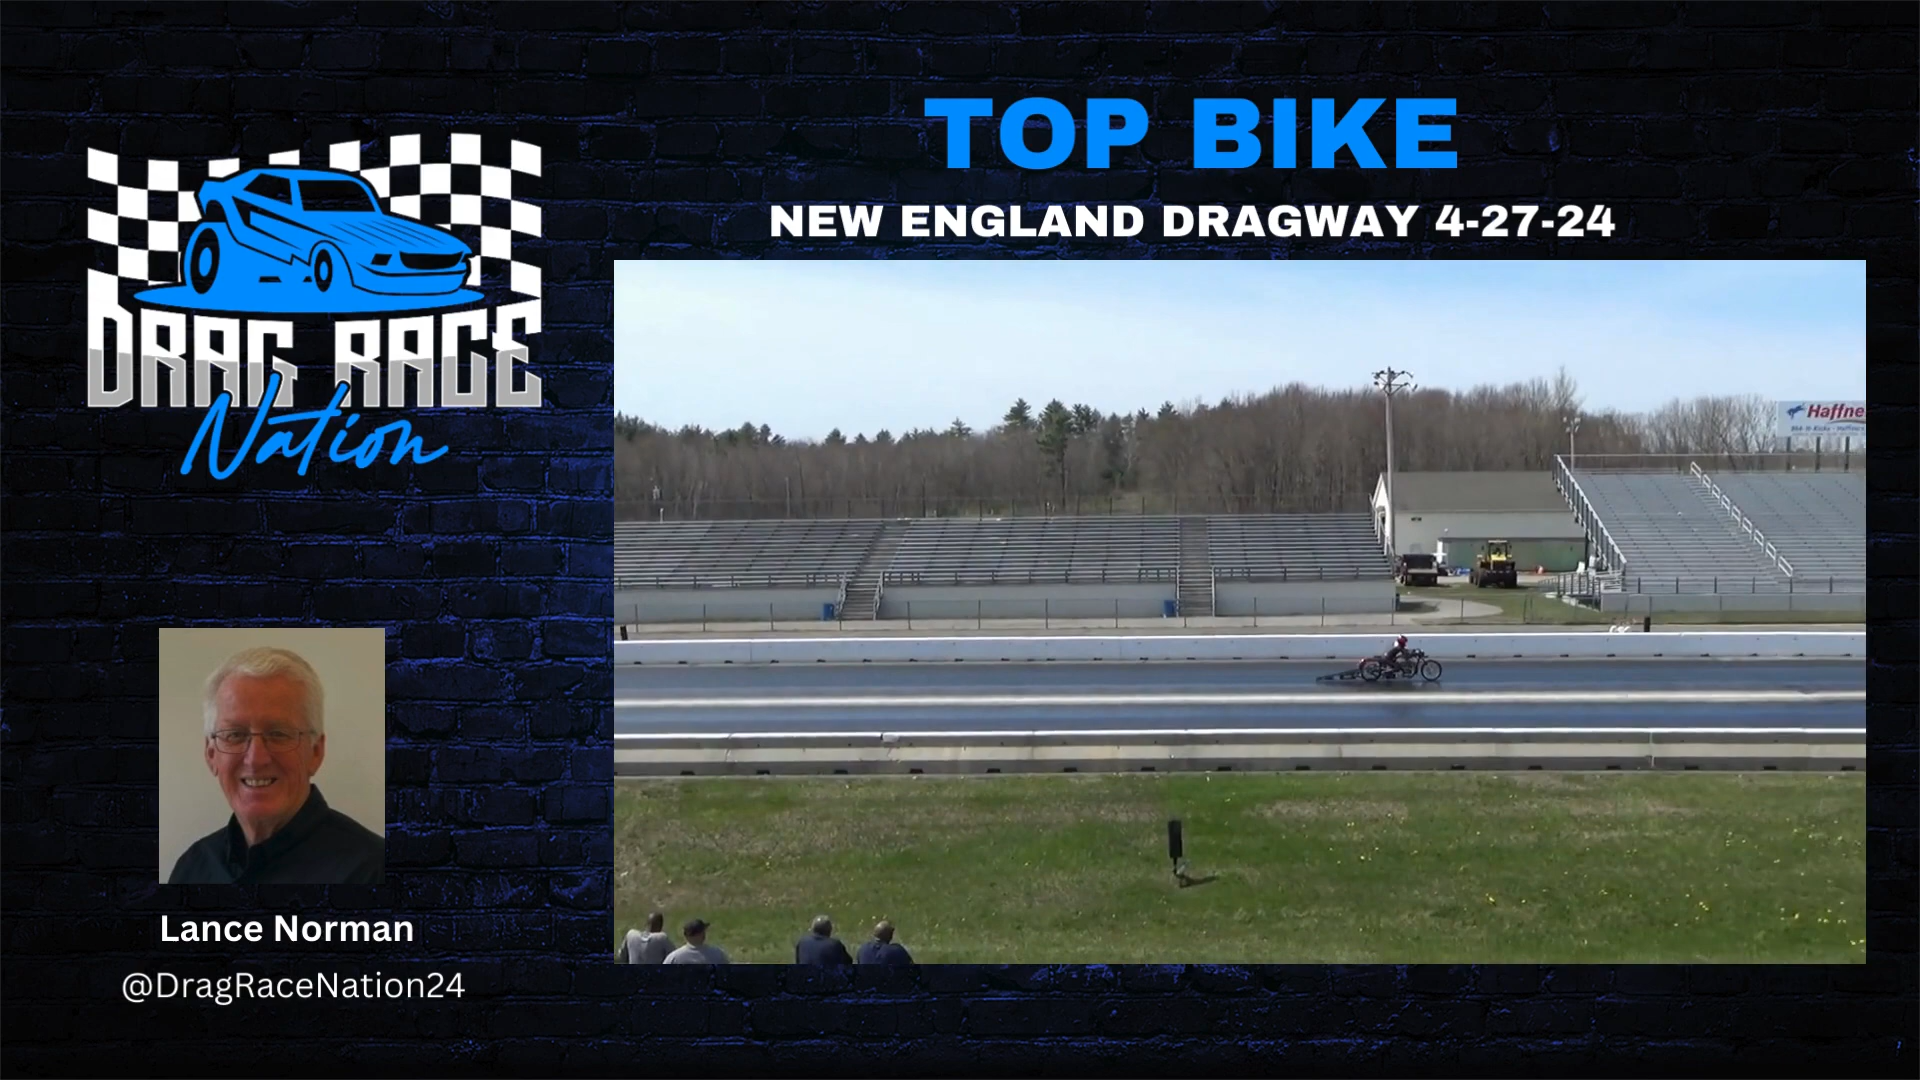 TOP BIKE
NEW ENGLAND DRAGWAY 4-27-24
DRAG RACE
Nation
Haffne
Lance Norman
@DragRaceNation24